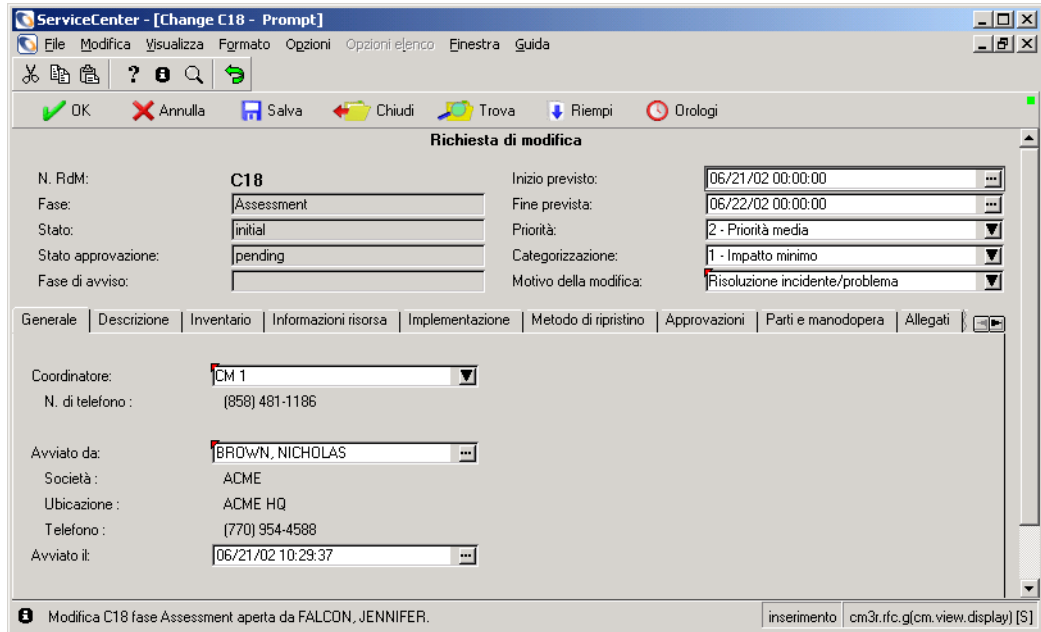 ServiceCenter - [Change C18 - Prompt]
File Modifica Visualizza Formato Opzioni Opzioni elenco Finestra Guida
OK Annulla Salva Chiudi Trova Riempi Orologi
Richiesta di modifica
N. RdM: C18 Inizio previsto: 06/21/02 00:00:00
Fase: Assessment Fine prevista: 06/22/02 00:00:00
Stato: initial Priorità: 2 - Priorità media
Stato approvazione: pending Categorizzazione: 1 - Impatto minimo
Fase di avviso: Motivo della modifica: Risoluzione incidente/problema
Generale Descrizione Inventario Informazioni risorsa Implementazione Metodo di ripristino Approvazioni Parti e manodopera Allegati
Coordinatore: CM 1
N. di telefono : (858) 481-1186
Avviato da: BROWN, NICHOLAS
Società : ACME
Ubicazione : ACME HQ
Telefono : (770) 954-4588
Avviato il: 06/21/02 10:29:37
Modifica C18 fase Assessment aperta da FALCON, JENNIFER. inserimento cm3r.rfc.g(cm.view.display) [S]